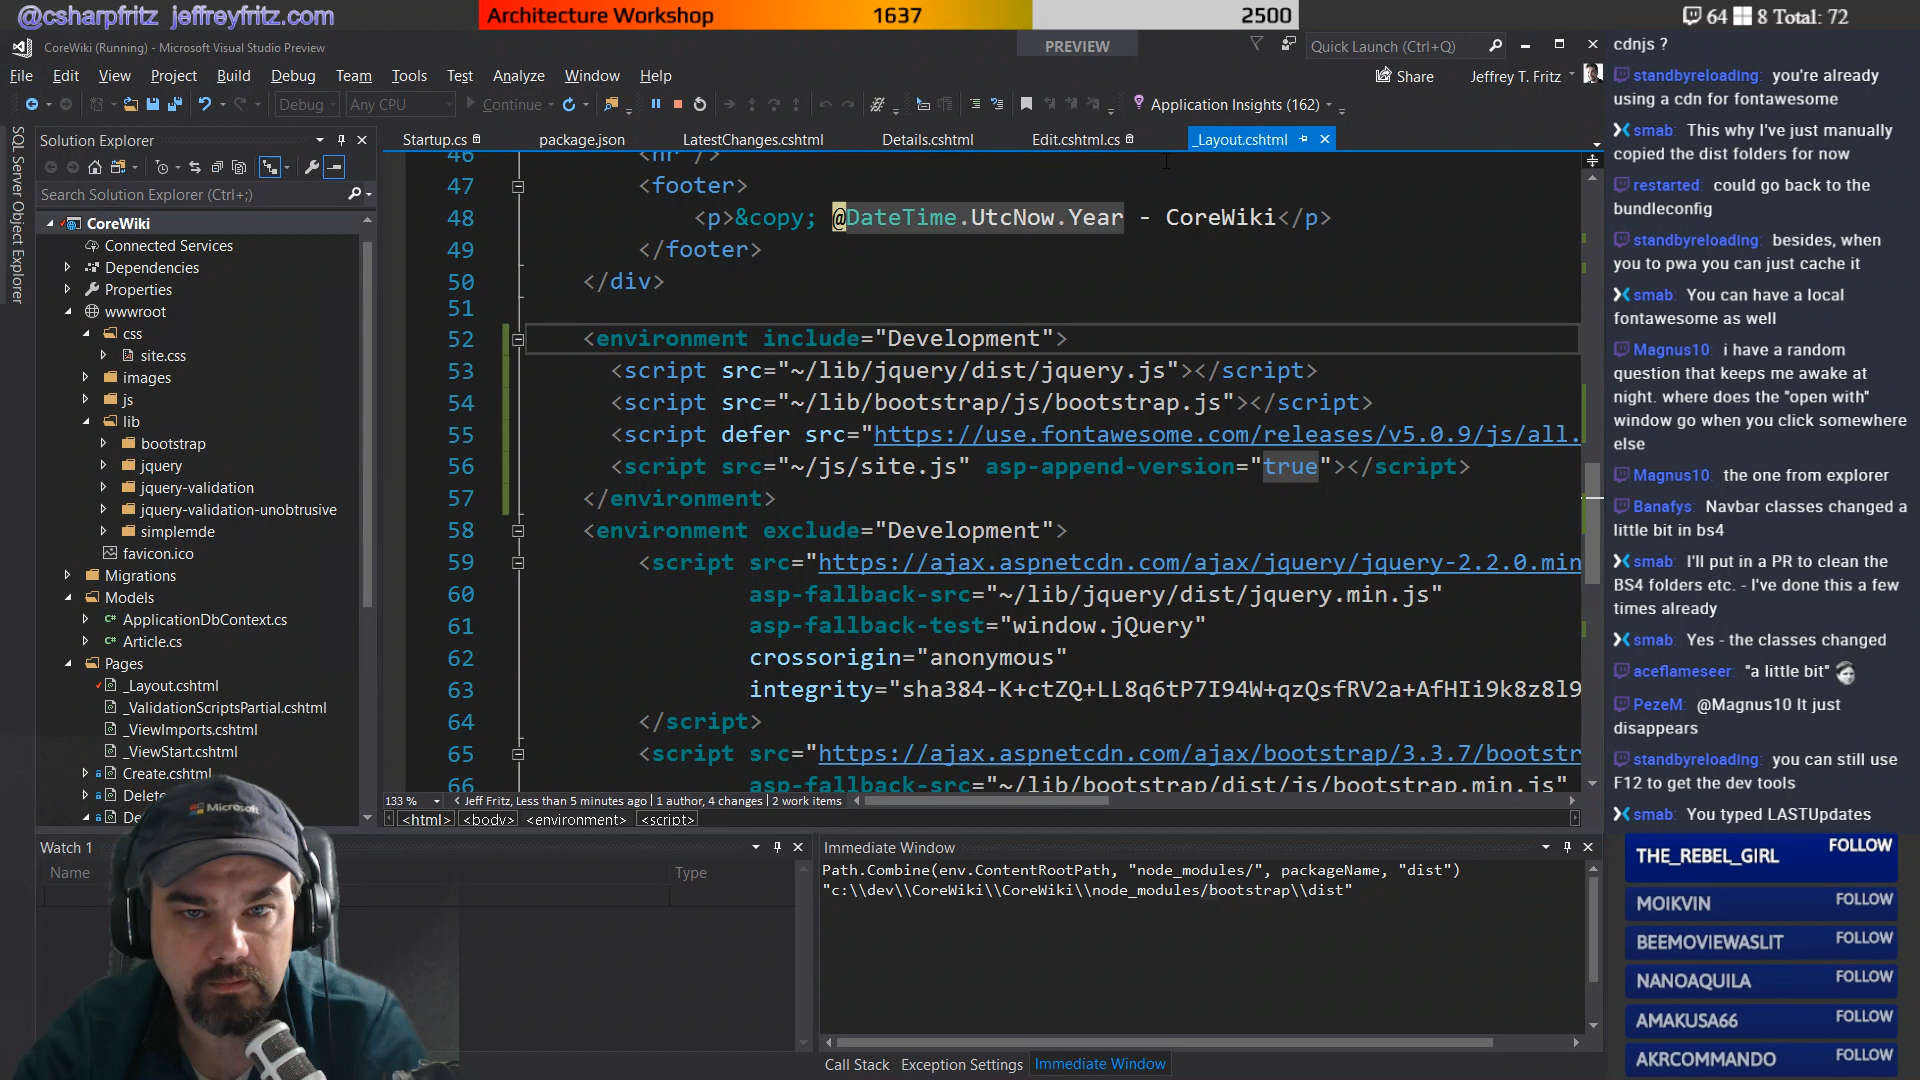 @csharpfritz jeffreyfritz.com
Architecture Workshop 1637 2500
64 8 Total: 72
CoreWiki (Running) - Microsoft Visual Studio Preview
PREVIEW
Quick Launch (Ctrl+Q)
File Edit View Project Build Debug Team Tools Test Analyze Window Help
Share
Jeffrey T. Fritz
Debug Any CPU Continue
Application Insights (162)
SQL Server Object Explorer
Solution Explorer
Search Solution Explorer (Ctrl+;)
CoreWiki
Connected Services
Dependencies
Properties
wwwroot
css
site.css
images
js
lib
bootstrap
jquery
jquery-validation
jquery-validation-unobtrusive
simplemde
favicon.ico
Migrations
Models
ApplicationDbContext.cs
Article.cs
Pages
_Layout.cshtml
_ValidationScriptsPartial.cshtml
_ViewImports.cshtml
_ViewStart.cshtml
Create.cshtml
Startup.cs package.json LatestChanges.cshtml Details.cshtml Edit.cshtml.cs _Layout.cshtml
46 <hr />
47 <footer>
48 <p>&copy; @DateTime.UtcNow.Year - CoreWiki</p>
49 </footer>
50 </div>
51
52 <environment include="Development">
53 <script src="~/lib/jquery/dist/jquery.js"></script>
54 <script src="~/lib/bootstrap/js/bootstrap.js"></script>
55 <script defer src="https://use.fontawesome.com/releases/v5.0.9/js/all.
56 <script src="~/js/site.js" asp-append-version="true"></script>
57 </environment>
58 <environment exclude="Development">
59 <script src="https://ajax.aspnetcdn.com/ajax/jquery/jquery-2.2.0.min
60 asp-fallback-src="~/lib/jquery/dist/jquery.min.js"
61 asp-fallback-test="window.jQuery"
62 crossorigin="anonymous"
63 integrity="sha384-K+ctZQ+LL8q6tP7I94W+qzQsfRV2a+AfHIi9k8z8l9
64 </script>
65 <script src="https://ajax.aspnetcdn.com/ajax/bootstrap/3.3.7/bootstr
66 asp-fallback-src="~/lib/bootstrap/dist/js/bootstrap.min.js"
133 % Jeff Fritz, Less than 5 minutes ago | 1 author, 4 changes | 2 work items
<html> <body> <environment> <script>
Watch 1
Name Type
Immediate Window
Path.Combine(env.ContentRootPath, "node_modules/", packageName, "dist")
"c:\\dev\\CoreWiki\\CoreWiki\\node_modules/bootstrap\\dist"
Call Stack Exception Settings Immediate Window
Microsoft
cdnjs ?
standbyreloading: you're already
using a cdn for fontawesome
smab: This why I've just manually
copied the dist folders for now
restarted: could go back to the
bundleconfig
standbyreloading: besides, when
you to pwa you can just cache it
smab: You can have a local
fontawesome as well
Magnus10: i have a random
question that keeps me awake at
night. where does the "open with"
window go when you click somewhere
else
Magnus10: the one from explorer
Banafys: Navbar classes changed a
little bit in bs4
smab: I'll put in a PR to clean the
BS4 folders etc. - I've done this a few
times already
smab: Yes - the classes changed
aceflameseer: "a little bit"
PezeM: @Magnus10 It just
disappears
standbyreloading: you can still use
F12 to get the dev tools
smab: You typed LASTUpdates
THE_REBEL_GIRL FOLLOW
MOIKVIN FOLLOW
BEEMOVIEWASLIT FOLLOW
NANOAQUILA FOLLOW
AMAKUSA66 FOLLOW
AKRCOMMANDO FOLLOW